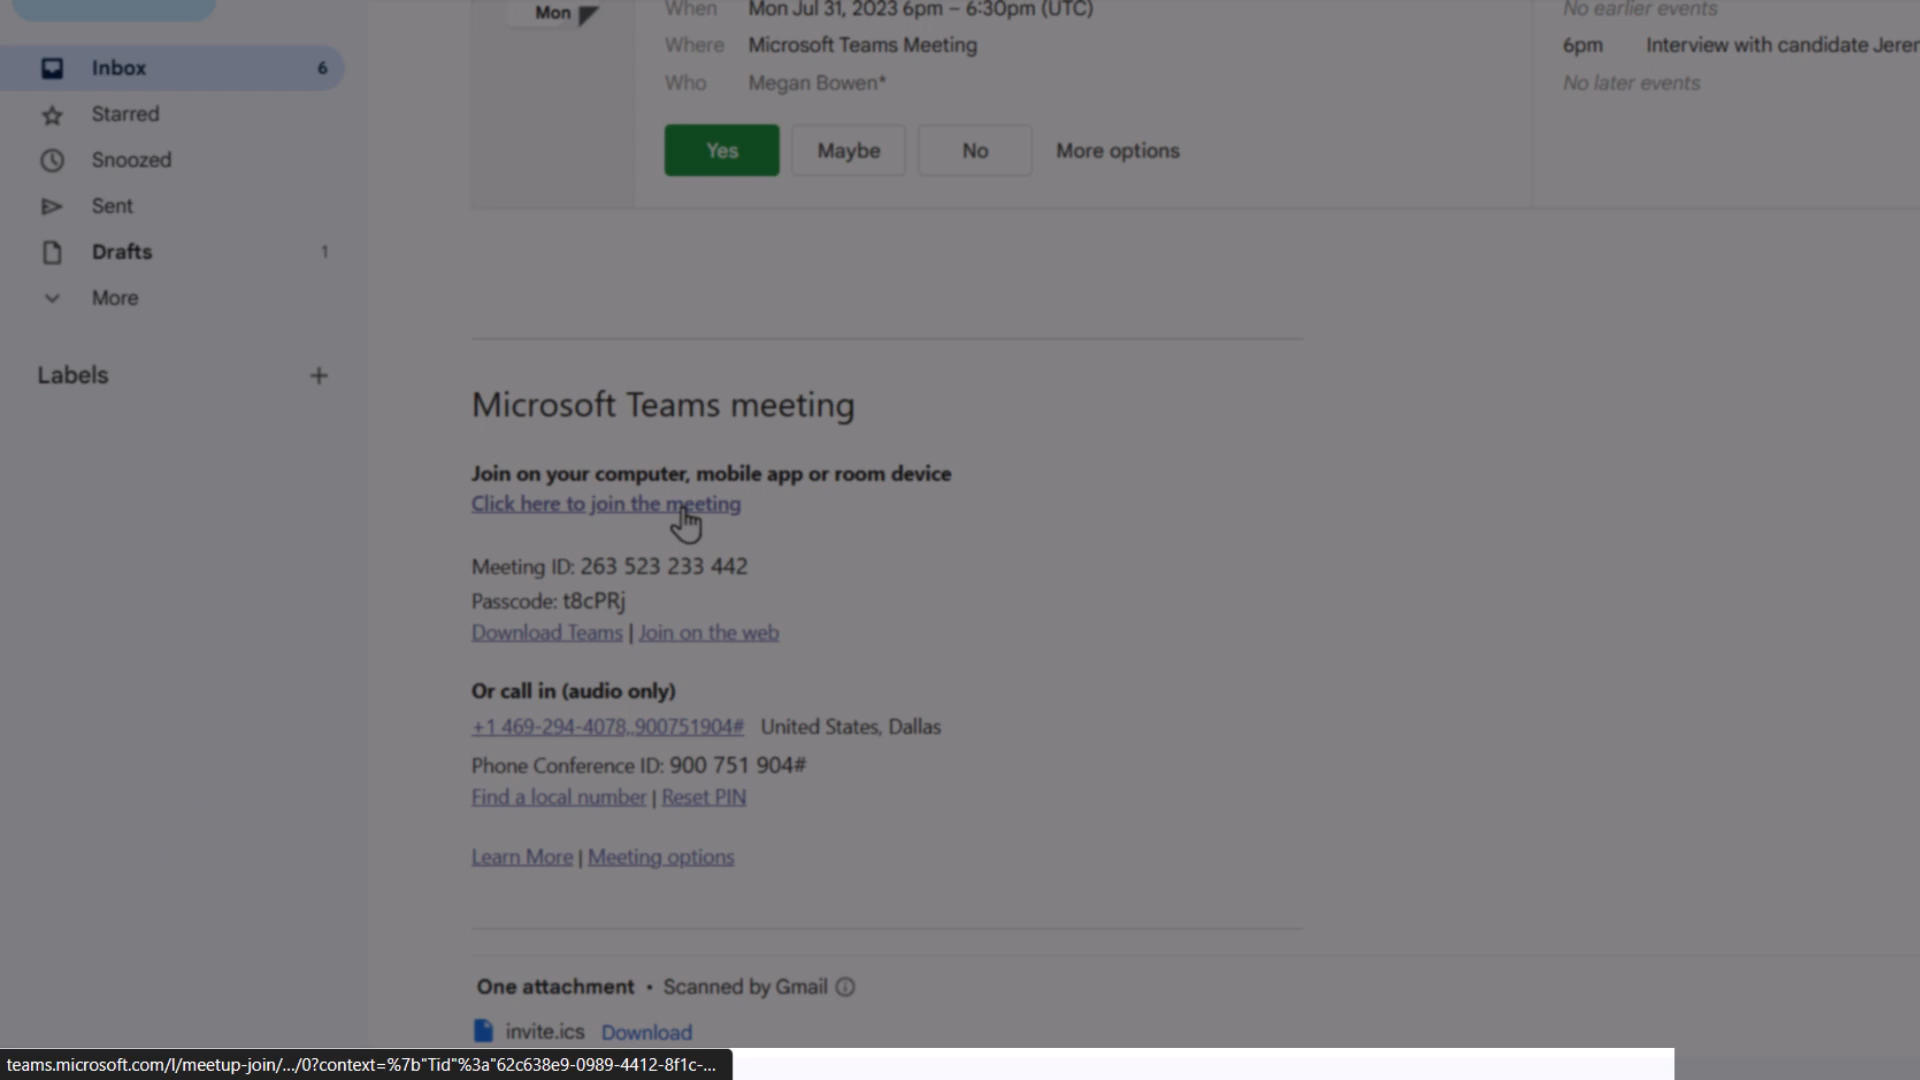 Mon
When Mon Jul 31, 2023 6pm – 6:30pm (UTC)
Where Microsoft Teams Meeting
Who Megan Bowen*
Yes Maybe No More options
No earlier events
6pm Interview with candidate Jerem
No later events
Inbox 6
Starred
Snoozed
Sent
Drafts 1
More
Labels +
Microsoft Teams meeting
Join on your computer, mobile app or room device
Click here to join the meeting
Meeting ID: 263 523 233 442
Passcode: t8cPRj
Download Teams | Join on the web
Or call in (audio only)
+1 469-294-4078,,900751904# United States, Dallas
Phone Conference ID: 900 751 904#
Find a local number | Reset PIN
Learn More | Meeting options
One attachment • Scanned by Gmail
invite.ics Download
teams.microsoft.com/l/meetup-join/.../0?context=%7b"Tid"%3a"62c638e9-0989-4412-8f1c-...